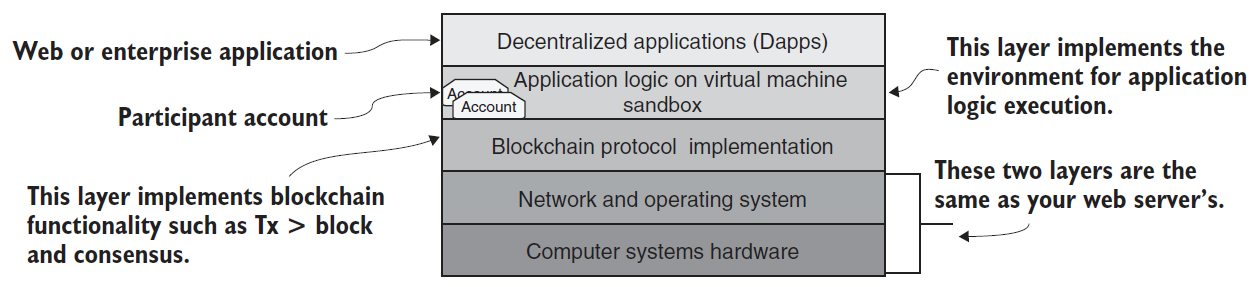 Web or enterprise application
Participant account
This layer implements blockchain
functionality such as Tx > block
and consensus.
Decentralized applications (Dapps)
Application logic on virtual machine
sandbox
Account
Account
Blockchain protocol implementation
Network and operating system
Computer systems hardware
This layer implements the
environment for application
logic execution.
These two layers are the
same as your web server’s.